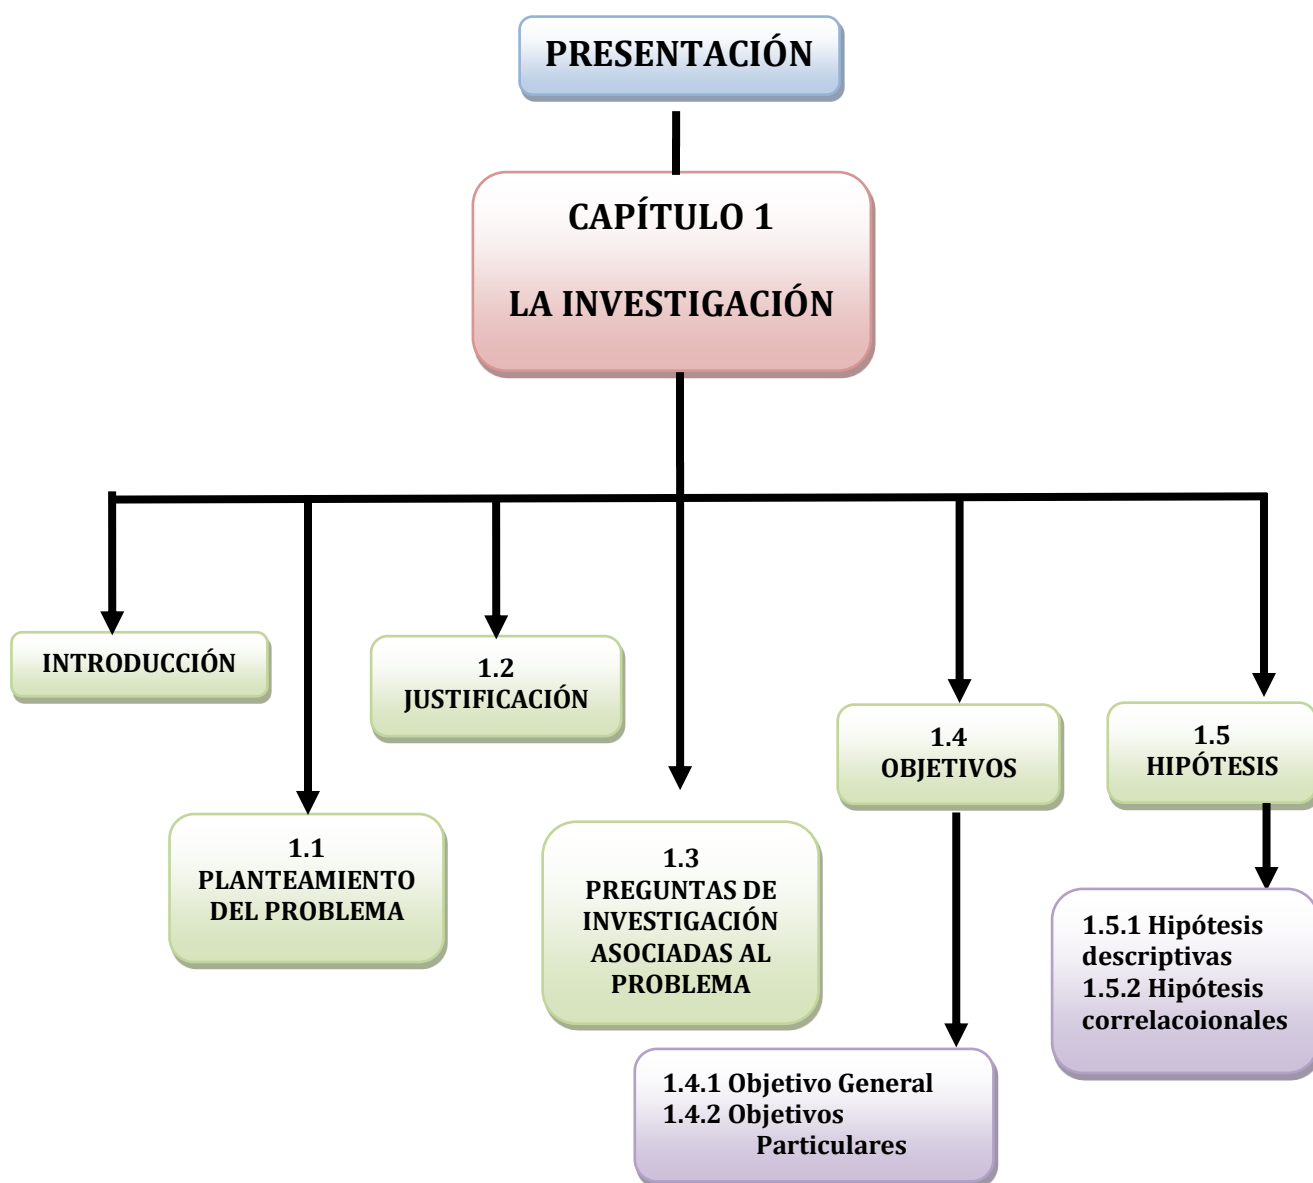 PRESENTACIÓN
CAPÍTULO 1
LA INVESTIGACIÓN
INTRODUCCIÓN
1.1
PLANTEAMIENTO
DEL PROBLEMA
1.2
JUSTIFICACIÓN
1.3
PREGUNTAS DE
INVESTIGACIÓN
ASOCIADAS AL
PROBLEMA
1.4
OBJETIVOS
1.4.1 Objetivo General
1.4.2 Objetivos
Particulares
1.5
HIPÓTESIS
1.5.1 Hipótesis
descriptivas
1.5.2 Hipótesis
correlacoionales